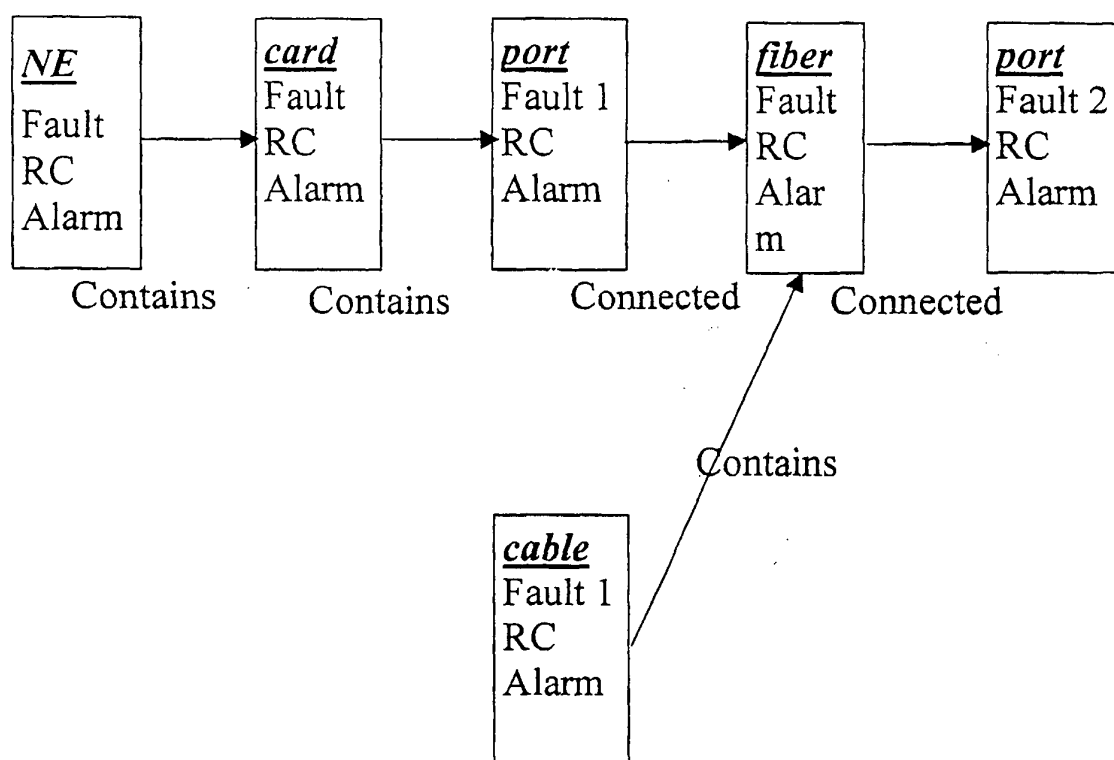 NE
Fault
RC
Alarm
card
Fault
RC
Alarm
port
Fault 1
RC
Alarm
fiber
Fault
RC
Alar
m
port
Fault 2
RC
Alarm
Contains
Contains
Connected
Connected
Contains
cable
Fault 1
RC
Alarm